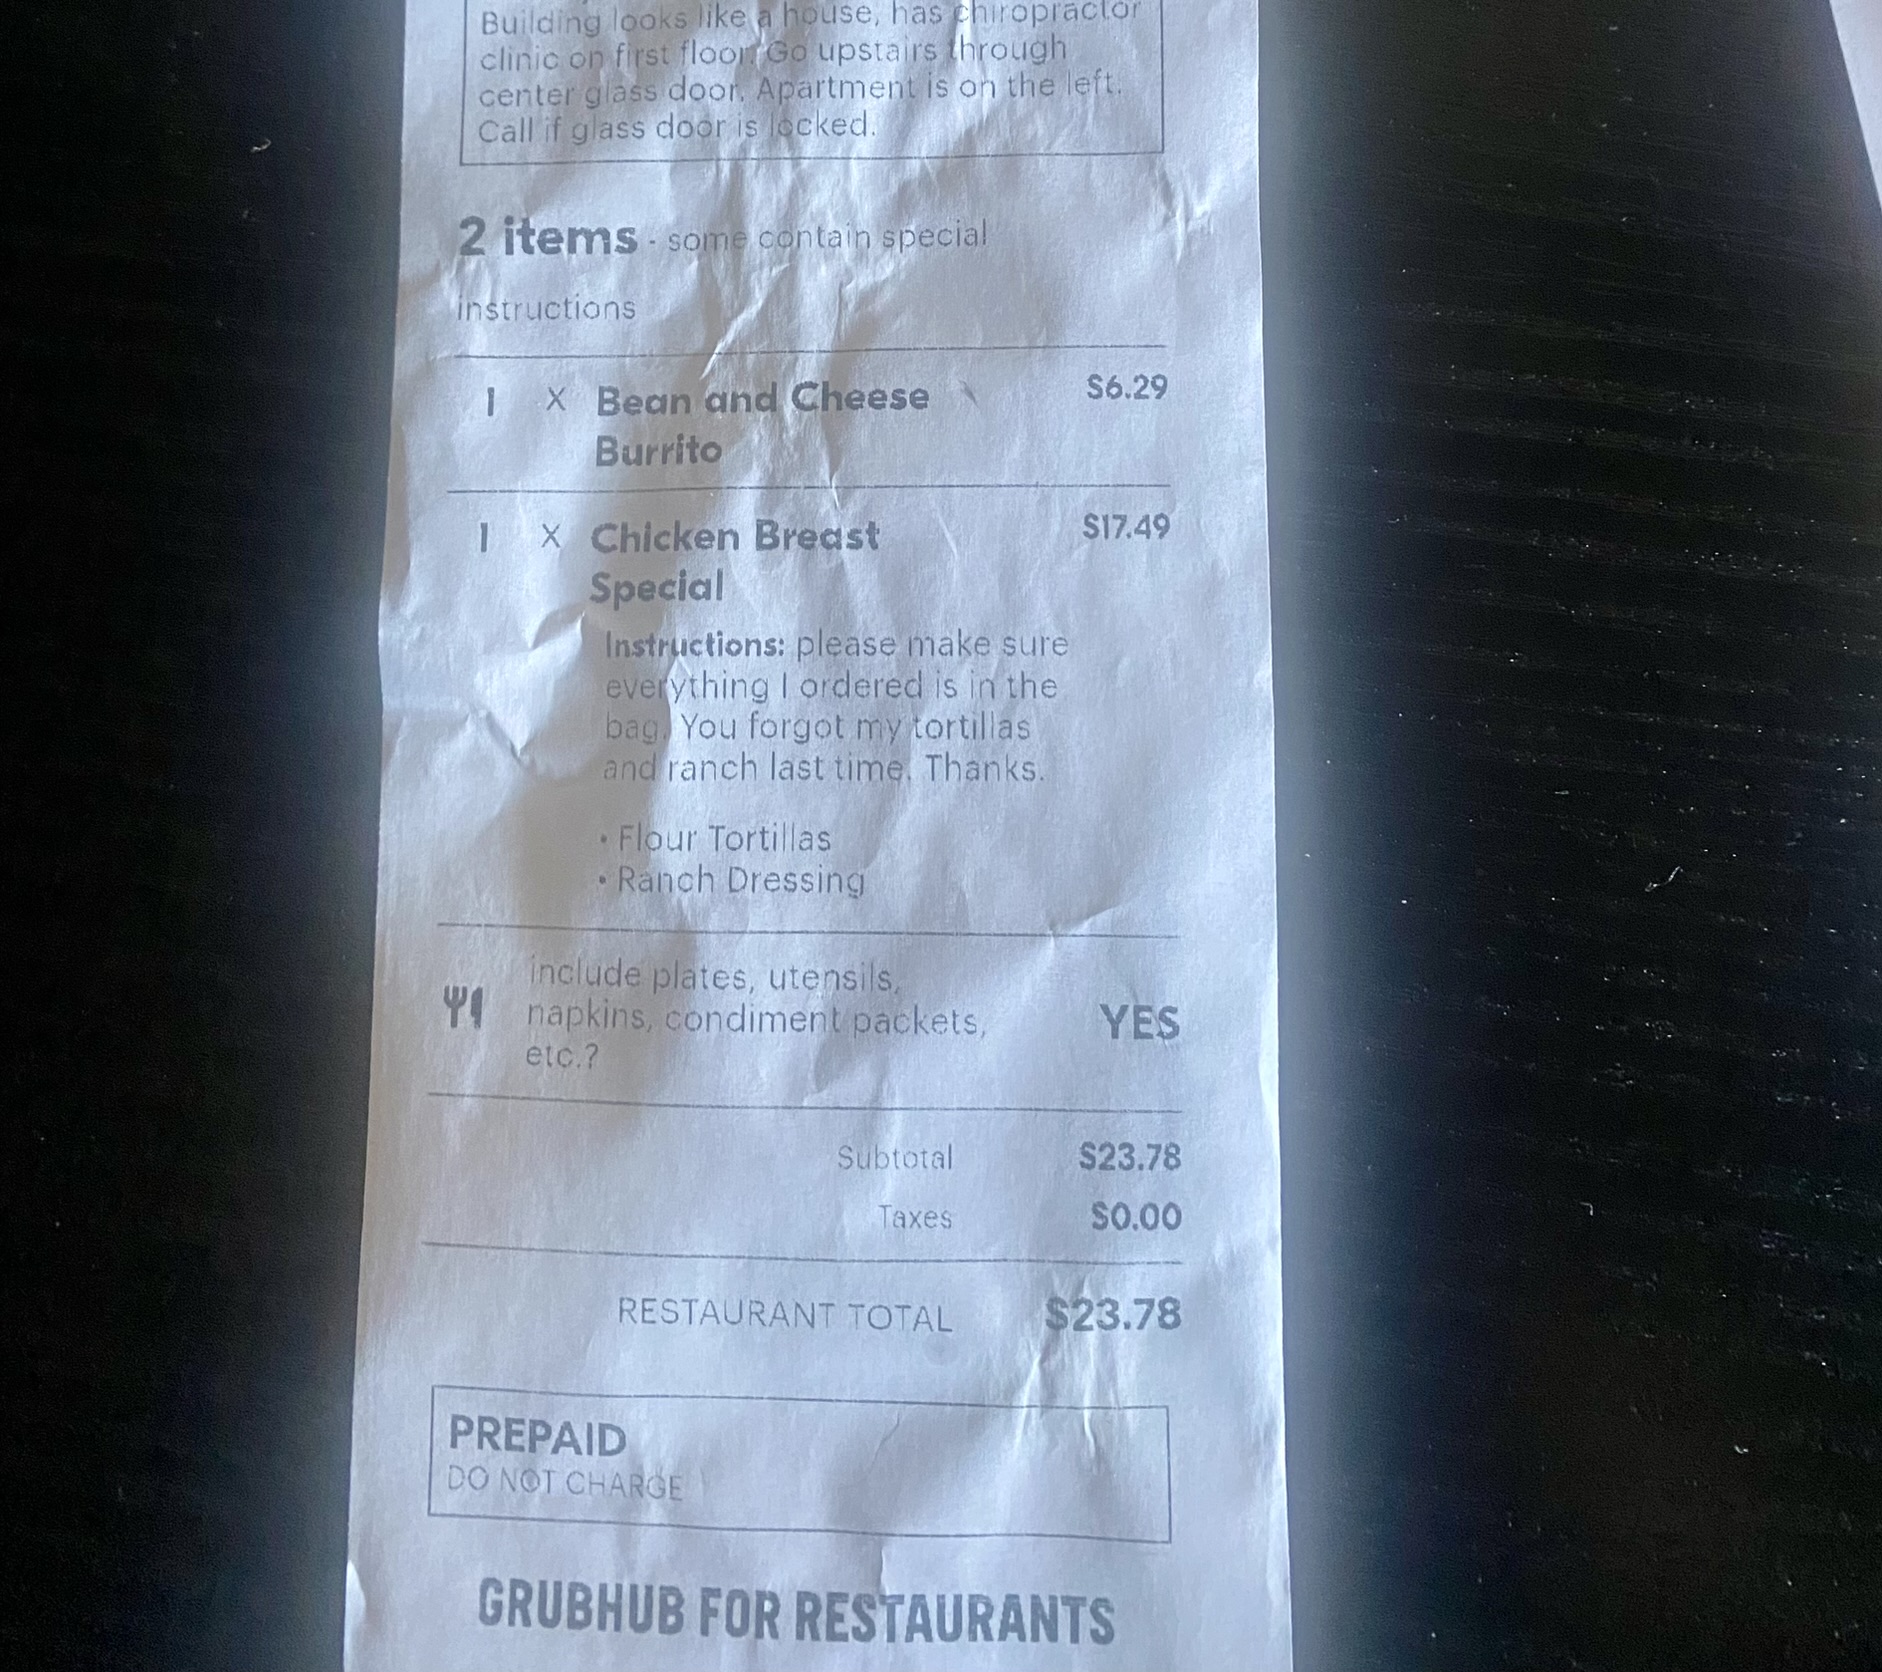 Building looks like a house, has chiropractor
clinic on first floor. Go upstairs through
center glass door. Apartment is on the left.
Call if glass door is locked.
2 items - some contain special
instructions
1 X Bean and Cheese $6.29
Burrito
1 X Chicken Breast $17.49
Special
Instructions: please make sure
everything I ordered is in the
bag. You forgot my tortillas
and ranch last time. Thanks.
• Flour Tortillas
• Ranch Dressing
include plates, utensils,
napkins, condiment packets, YES
etc.?
Subtotal $23.78
Taxes $0.00
RESTAURANT TOTAL $23.78
PREPAID
DO NOT CHARGE
GRUBHUB FOR RESTAURANTS